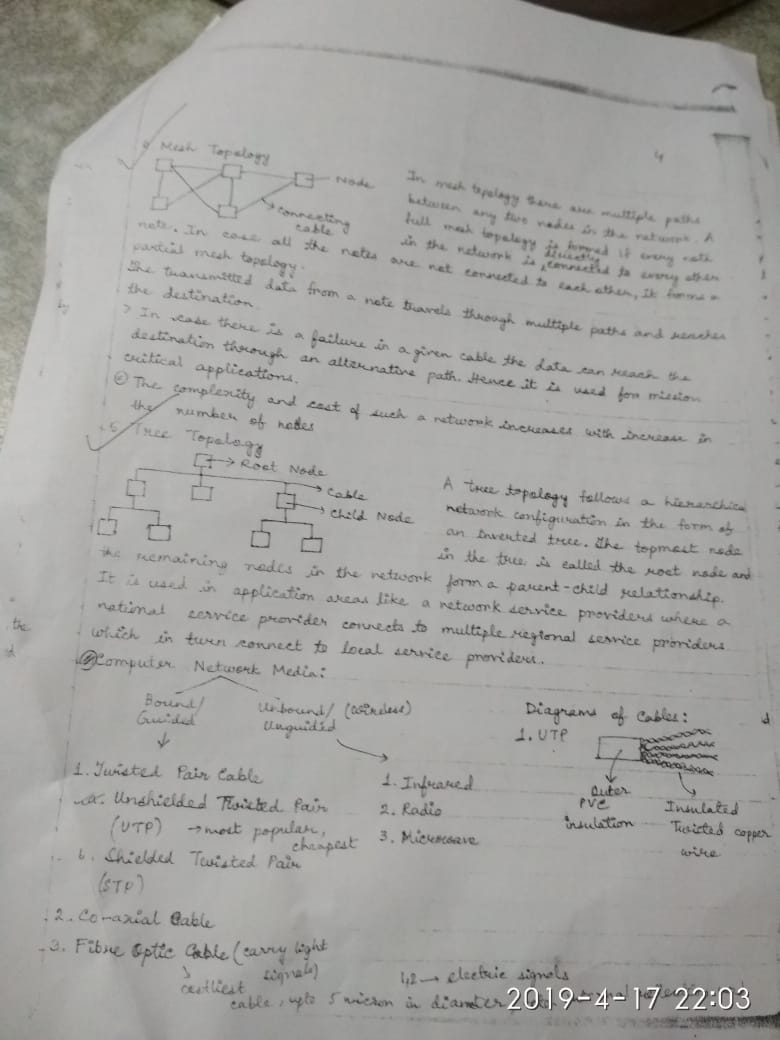 4
4. Mesh Topology
Node
connecting
cable
In mesh topology there are multiple paths
between any two nodes in the network. A
full mesh topology is formed if every note
in the network is directly connected to every other
note. In case all the notes are not connected to each other, it forms a
partial mesh topology.
The transmitted data from a note travels through multiple paths and reaches
the destination.
> In case there is a failure in a given cable the data can reach the
destination through an alternative path. Hence it is used for mission
critical applications.
The complexity and cost of such a network increases with increase in
the number of nodes
5. Tree Topology
Root Node
Cable
Child Node
A tree topology follows a hierarchica
network configuration in the form of
an inverted tree. The topmost node
in the tree is called the root node and
the remaining nodes in the network form a parent-child relationship.
It is used in application areas like a network service providers where a
national service provider connects to multiple regional service providers
which in turn connect to local service providers.
Computer Network Media:
Bound/
Guided
Unbound/ (wireless)
Unguided
1. Twisted Pair Cable
a. Unshielded Twisted Pair
(UTP) → most popular,
cheapest
b. Shielded Twisted Pair
(STP)
2. Co-axial Cable
3. Fibre Optic Cable (carry light
signals)
costliest
cable, upto 5 micron in diameter
1. Infrared
2. Radio
3. Microwave
Diagrams of Cables:
1. UTP
outer
PVC
insulation
Insulated
Twisted copper
wire
1,2 → electric signals
the
2019-4-17 22:03